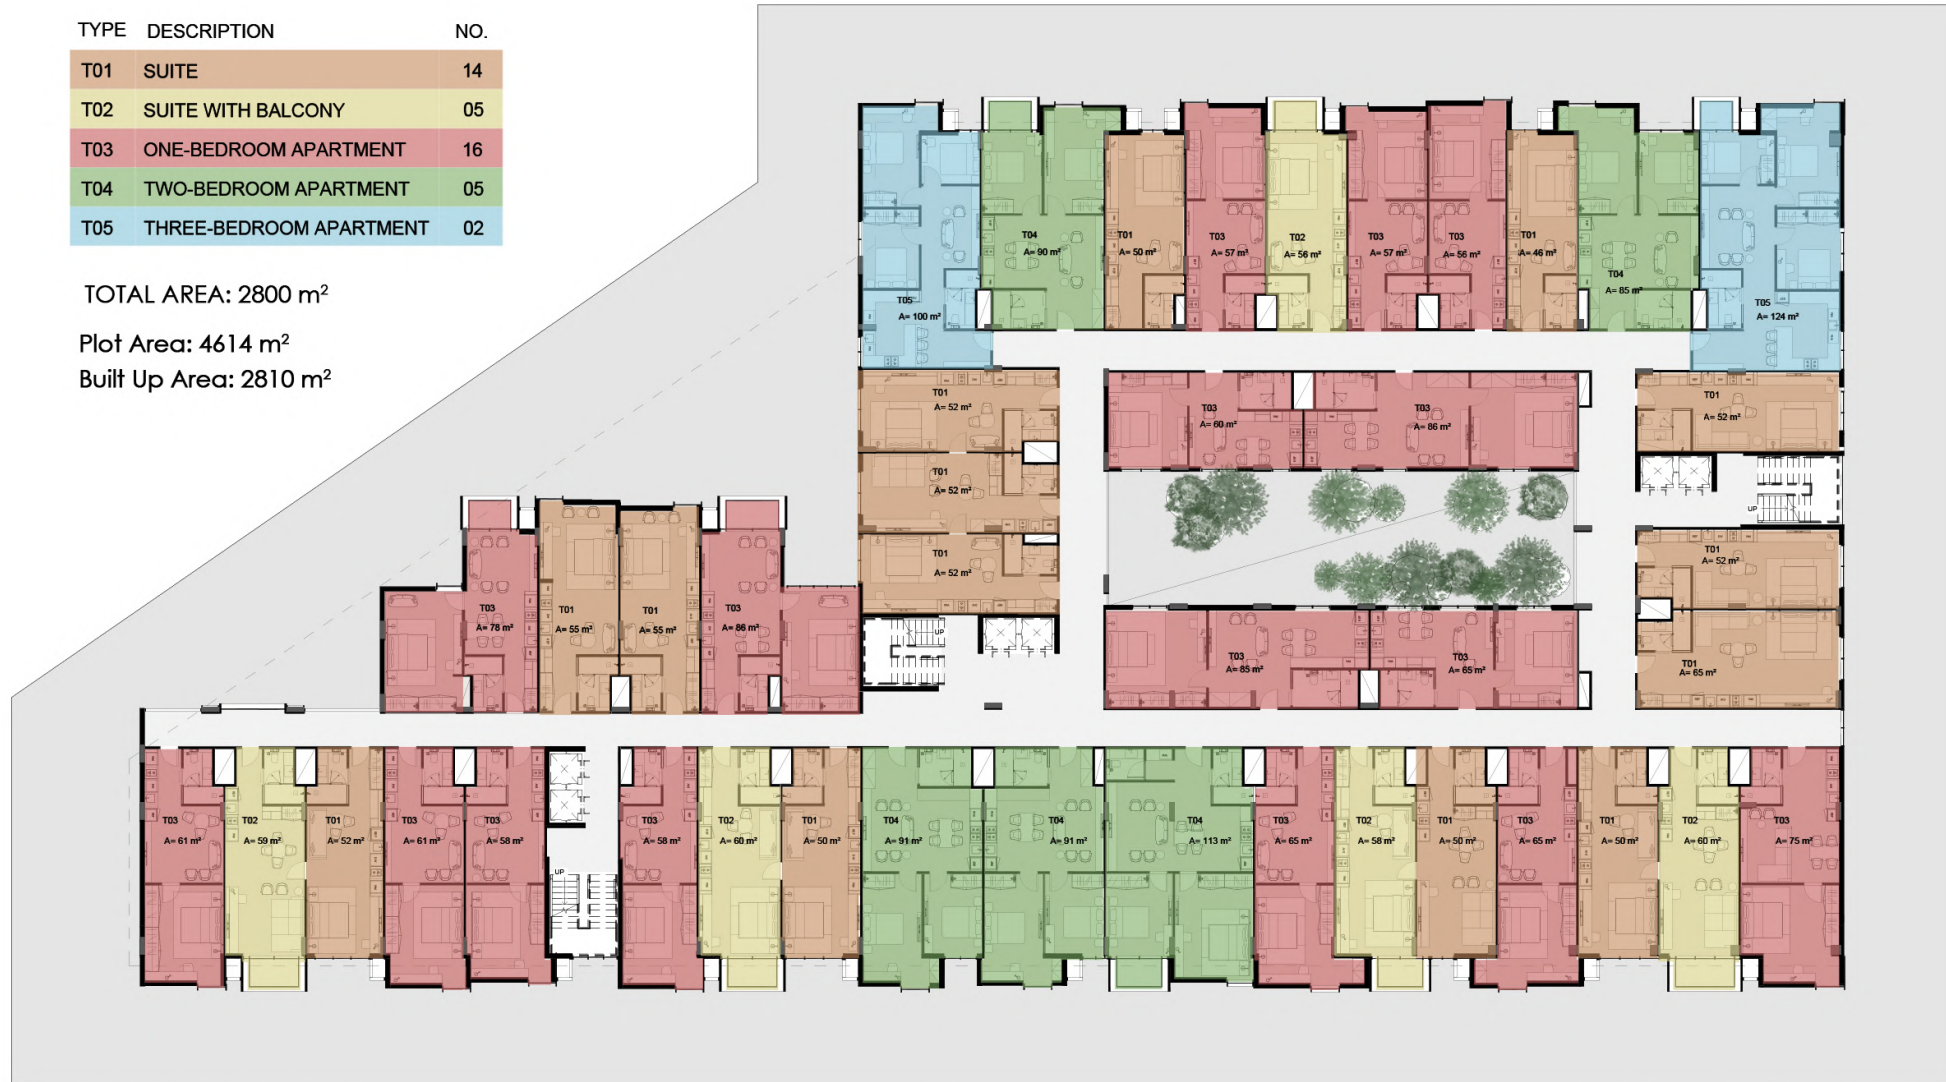 TYPE DESCRIPTION NO.
T01 SUITE 14
T02 SUITE WITH BALCONY 05
T03 ONE-BEDROOM APARTMENT 16
T04 TWO-BEDROOM APARTMENT 05
T05 THREE-BEDROOM APARTMENT 02
TOTAL AREA: 2800 m²
Plot Area: 4614 m²
Built Up Area: 2810 m²
T05
A= 100 m²
T04
A= 90 m²
T01
A= 50 m²
T03
A= 57 m²
T02
A= 56 m²
T03
A= 57 m²
T03
A= 56 m²
T01
A= 46 m²
T04
A= 85 m²
T05
A= 124 m²
T01
A= 52 m²
T03
A= 60 m²
T03
A= 86 m²
T01
A= 52 m²
T01
A= 52 m²
UP
T01
A= 52 m²
T01
A= 52 m²
T03
A= 78 m²
T01
A= 55 m²
T01
A= 55 m²
T03
A= 86 m²
UP
T03
A= 85 m²
T03
A= 65 m²
T01
A= 65 m²
T03
A= 61 m²
T02
A= 59 m²
T01
A= 52 m²
T03
A= 61 m²
T03
A= 58 m²
UP
T03
A= 58 m²
T02
A= 60 m²
T01
A= 50 m²
T04
A= 91 m²
T04
A= 91 m²
T04
A= 113 m²
T03
A= 65 m²
T02
A= 58 m²
T01
A= 50 m²
T03
A= 65 m²
T01
A= 50 m²
T02
A= 60 m²
T03
A= 75 m²